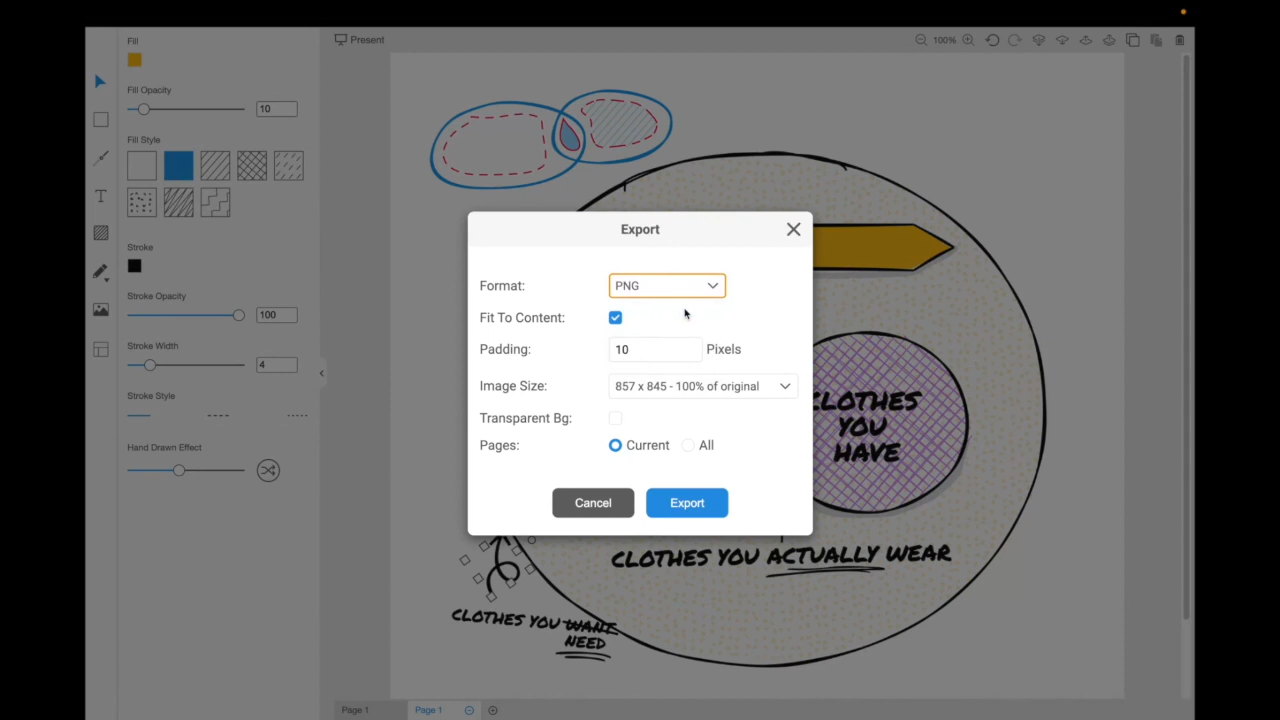 Fill
Present
100%
Fill Opacity
10
Fill Style
Stroke
Stroke Opacity
100
Stroke Width
4
Stroke Style
Hand Drawn Effect
Export
Format:
PNG
Fit To Content:
Padding:
10
Pixels
Image Size:
857 x 845 - 100% of original
Transparent Bg:
Pages:
Current
All
Cancel
Export
CLOTHES
YOU
HAVE
CLOTHES YOU ACTUALLY WEAR
CLOTHES YOU WANT
NEED
Page 1
Page 1